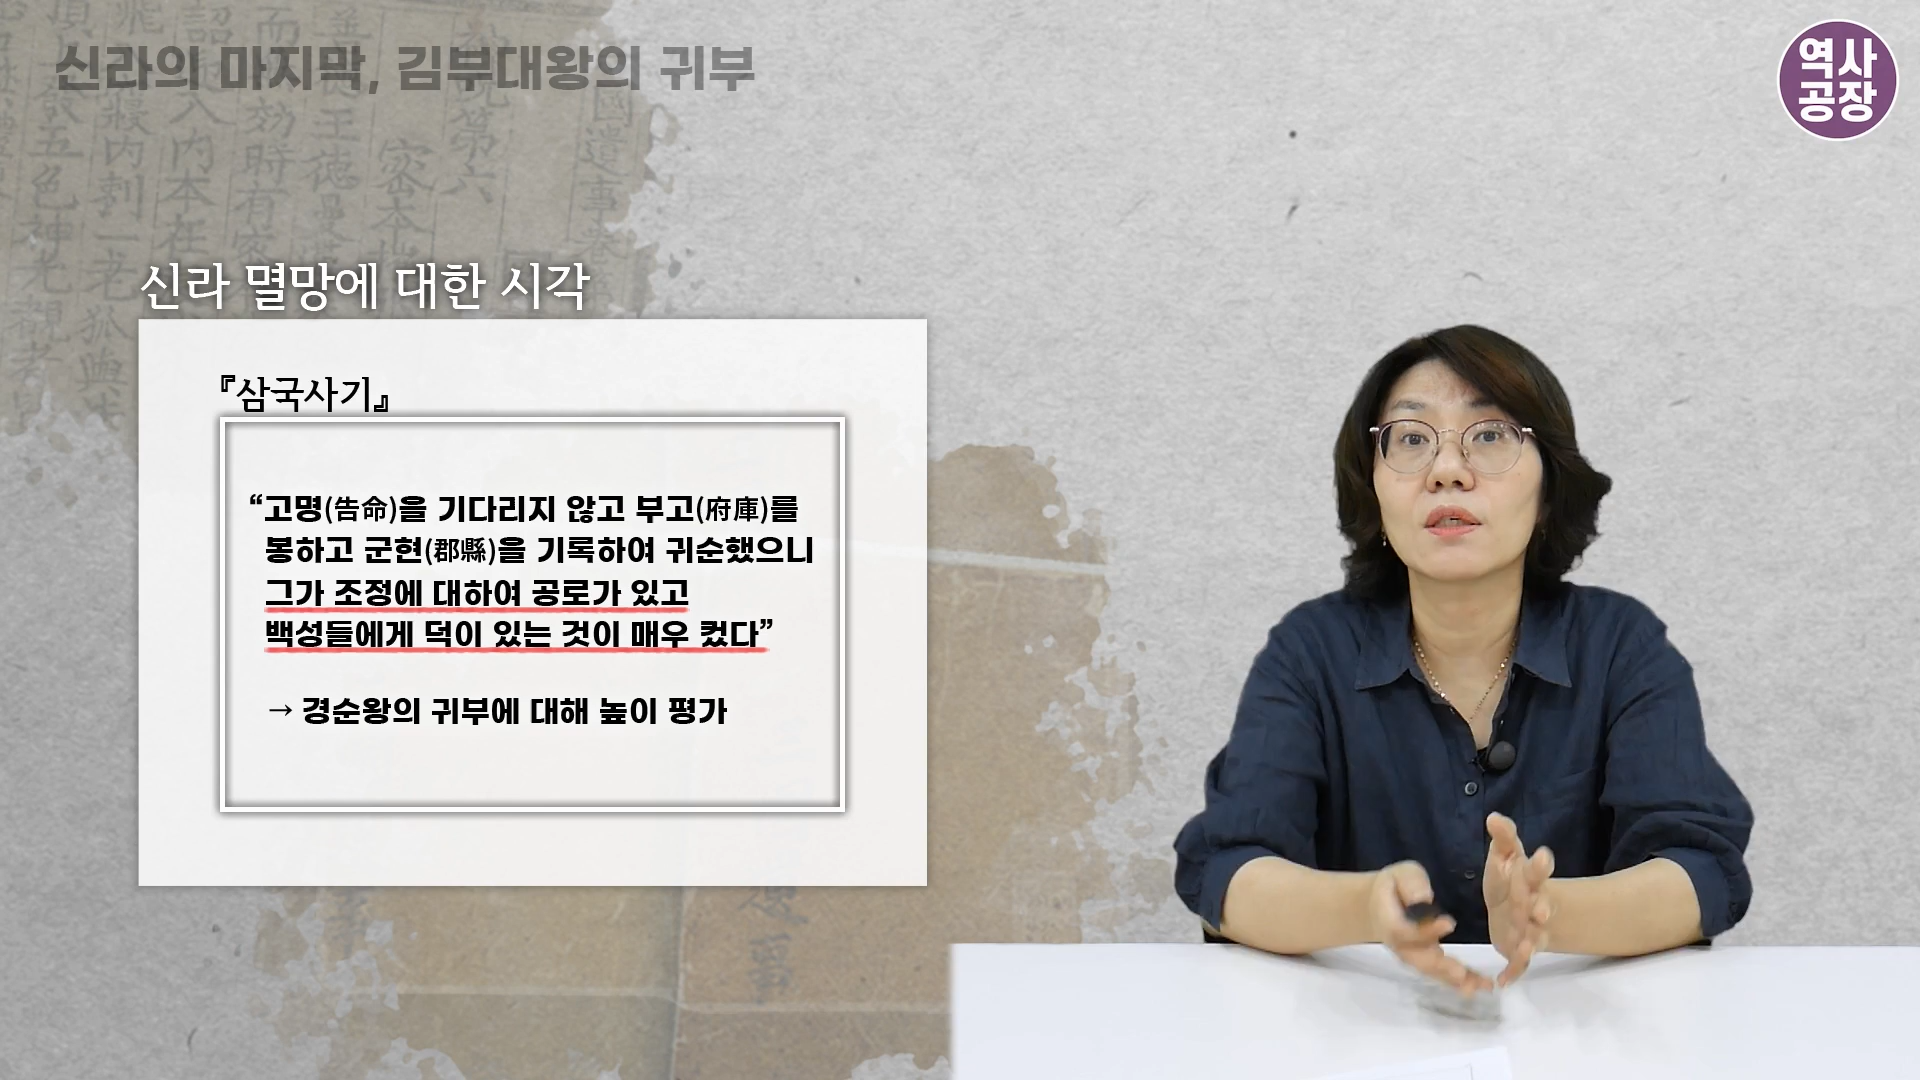 신라의 마지막, 김부대왕의 귀부
역사
공장
신라 멸망에 대한 시각
『삼국사기』
“고명(告命)을 기다리지 않고 부고(府庫)를
봉하고 군현(郡縣)을 기록하여 귀순했으니
그가 조정에 대하여 공로가 있고
백성들에게 덕이 있는 것이 매우 컸다”
→ 경순왕의 귀부에 대해 높이 평가